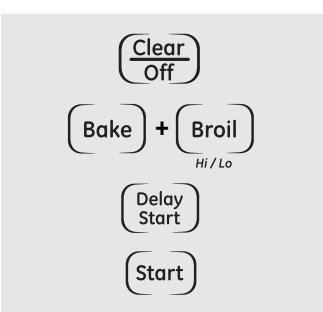 Clear
Off
Bake + Broil
Hi / Lo
Delay
Start
Start